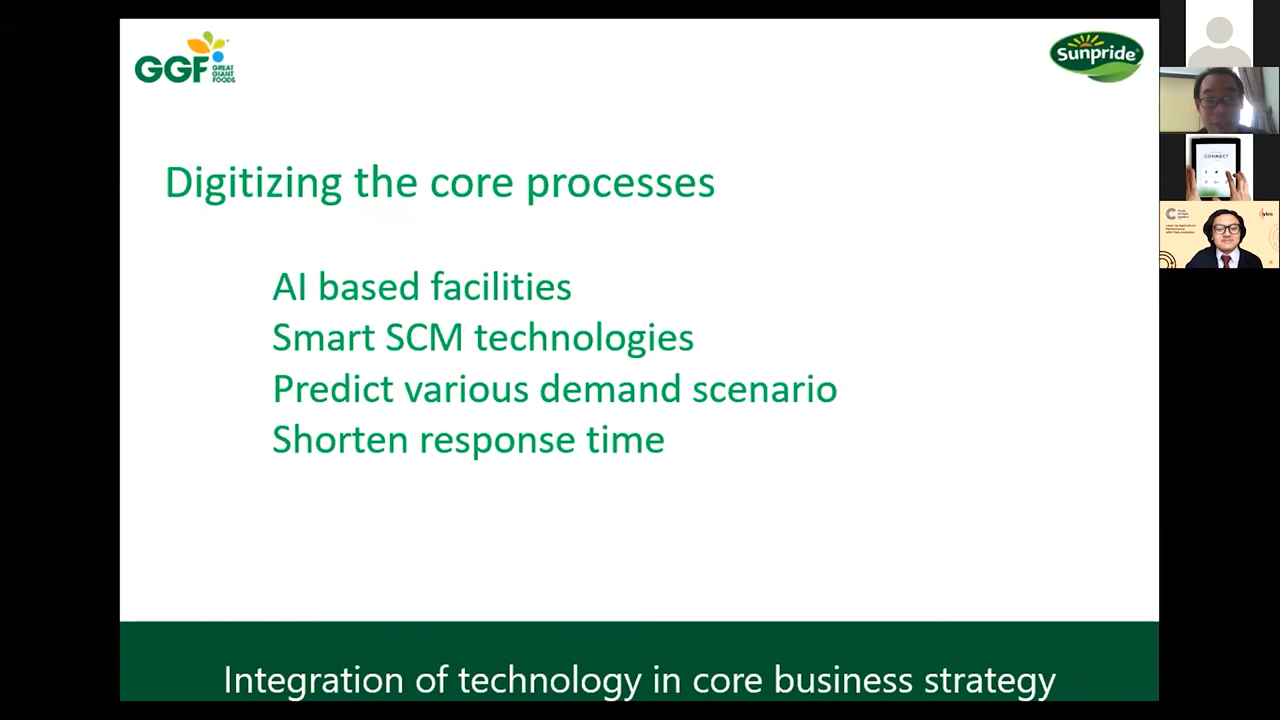 GGF GREAT
GIANT
FOODS
Sunpride
Digitizing the core processes
AI based facilities
Smart SCM technologies
Predict various demand scenario
Shorten response time
Integration of technology in core business strategy
CONNECT